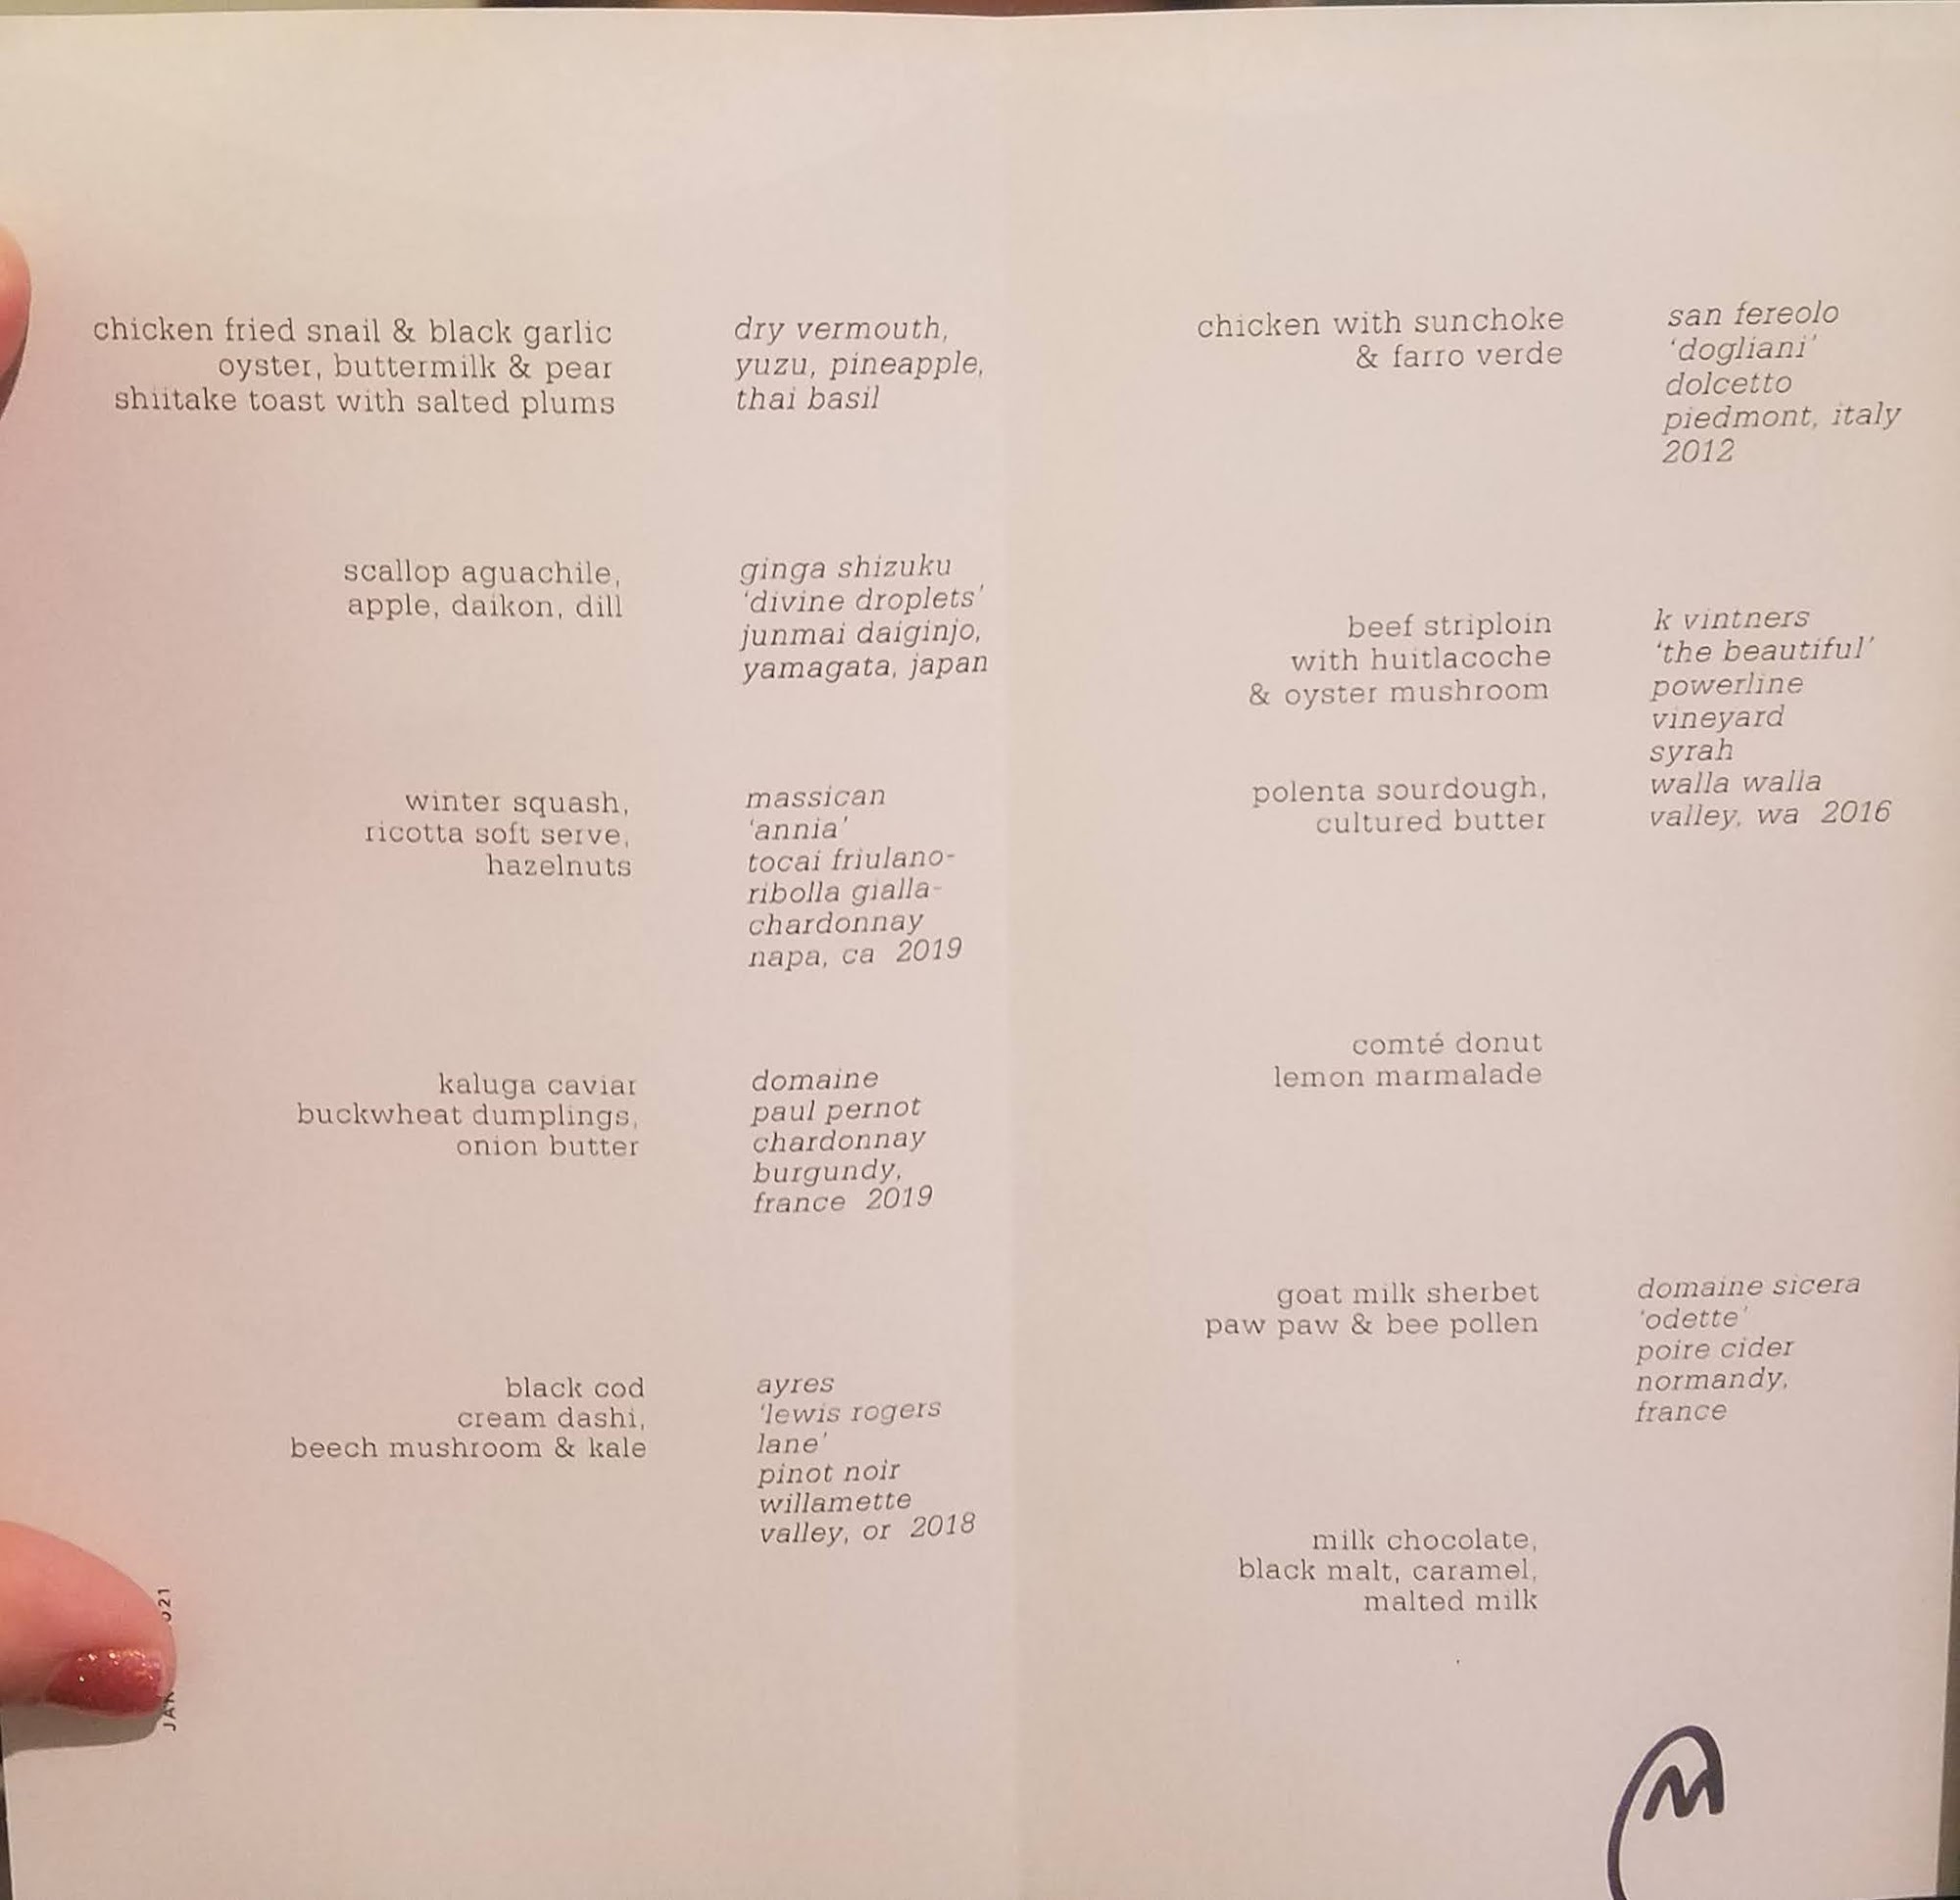 chicken fried snail & black garlic
oyster, buttermilk & pear
shiitake toast with salted plums
dry vermouth,
yuzu, pineapple,
thai basil
scallop aguachile,
apple, daikon, dill
ginga shizuku
'divine droplets'
junmai daiginjo,
yamagata, japan
winter squash,
ricotta soft serve,
hazelnuts
massican
'annia'
tocai friulano-
ribolla gialla-
chardonnay
napa, ca 2019
kaluga caviar
buckwheat dumplings,
onion butter
domaine
paul pernot
chardonnay
burgundy,
france 2019
black cod
cream dashi,
beech mushroom & kale
ayres
'lewis rogers
lane'
pinot noir
willamette
valley, or 2018
chicken with sunchoke
& farro verde
san fereolo
'dogliani'
dolcetto
piedmont, italy
2012
beef striploin
with huitlacoche
& oyster mushroom
polenta sourdough,
cultured butter
k vintners
'the beautiful'
powerline
vineyard
syrah
walla walla
valley, wa 2016
comté donut
lemon marmalade
goat milk sherbet
paw paw & bee pollen
domaine sicera
'odette'
poire cider
normandy,
france
milk chocolate,
black malt, caramel,
malted milk